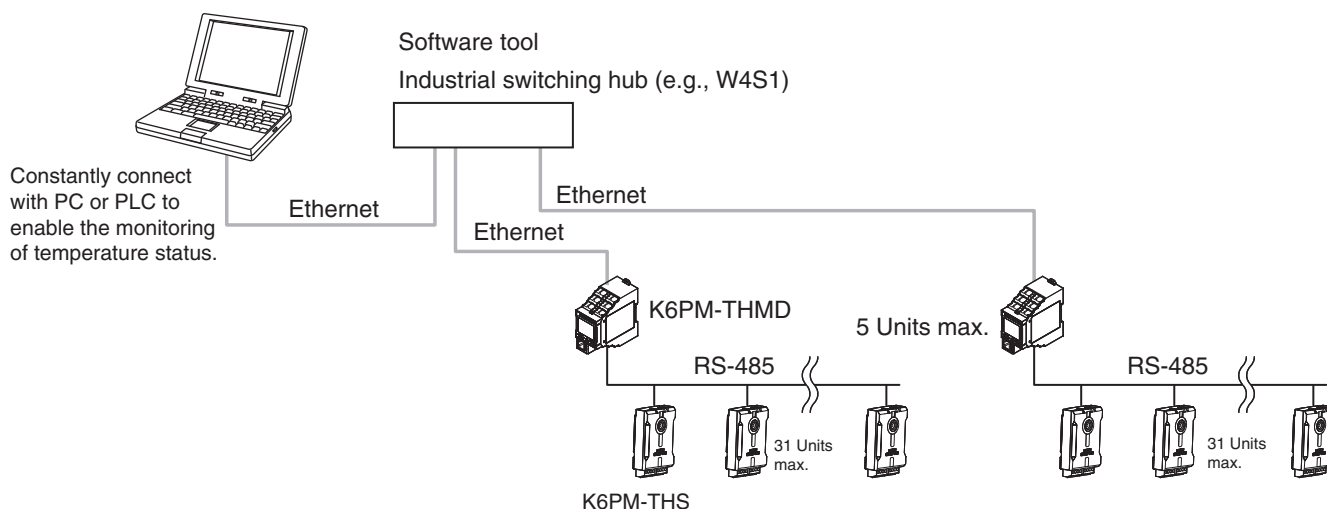 Software tool
Industrial switching hub (e.g., W4S1)
Constantly connect
with PC or PLC to
enable the monitoring
of temperature status.
Ethernet
Ethernet
Ethernet
K6PM-THMD
5 Units max.
RS-485
RS-485
31 Units
max.
31 Units
max.
K6PM-THS